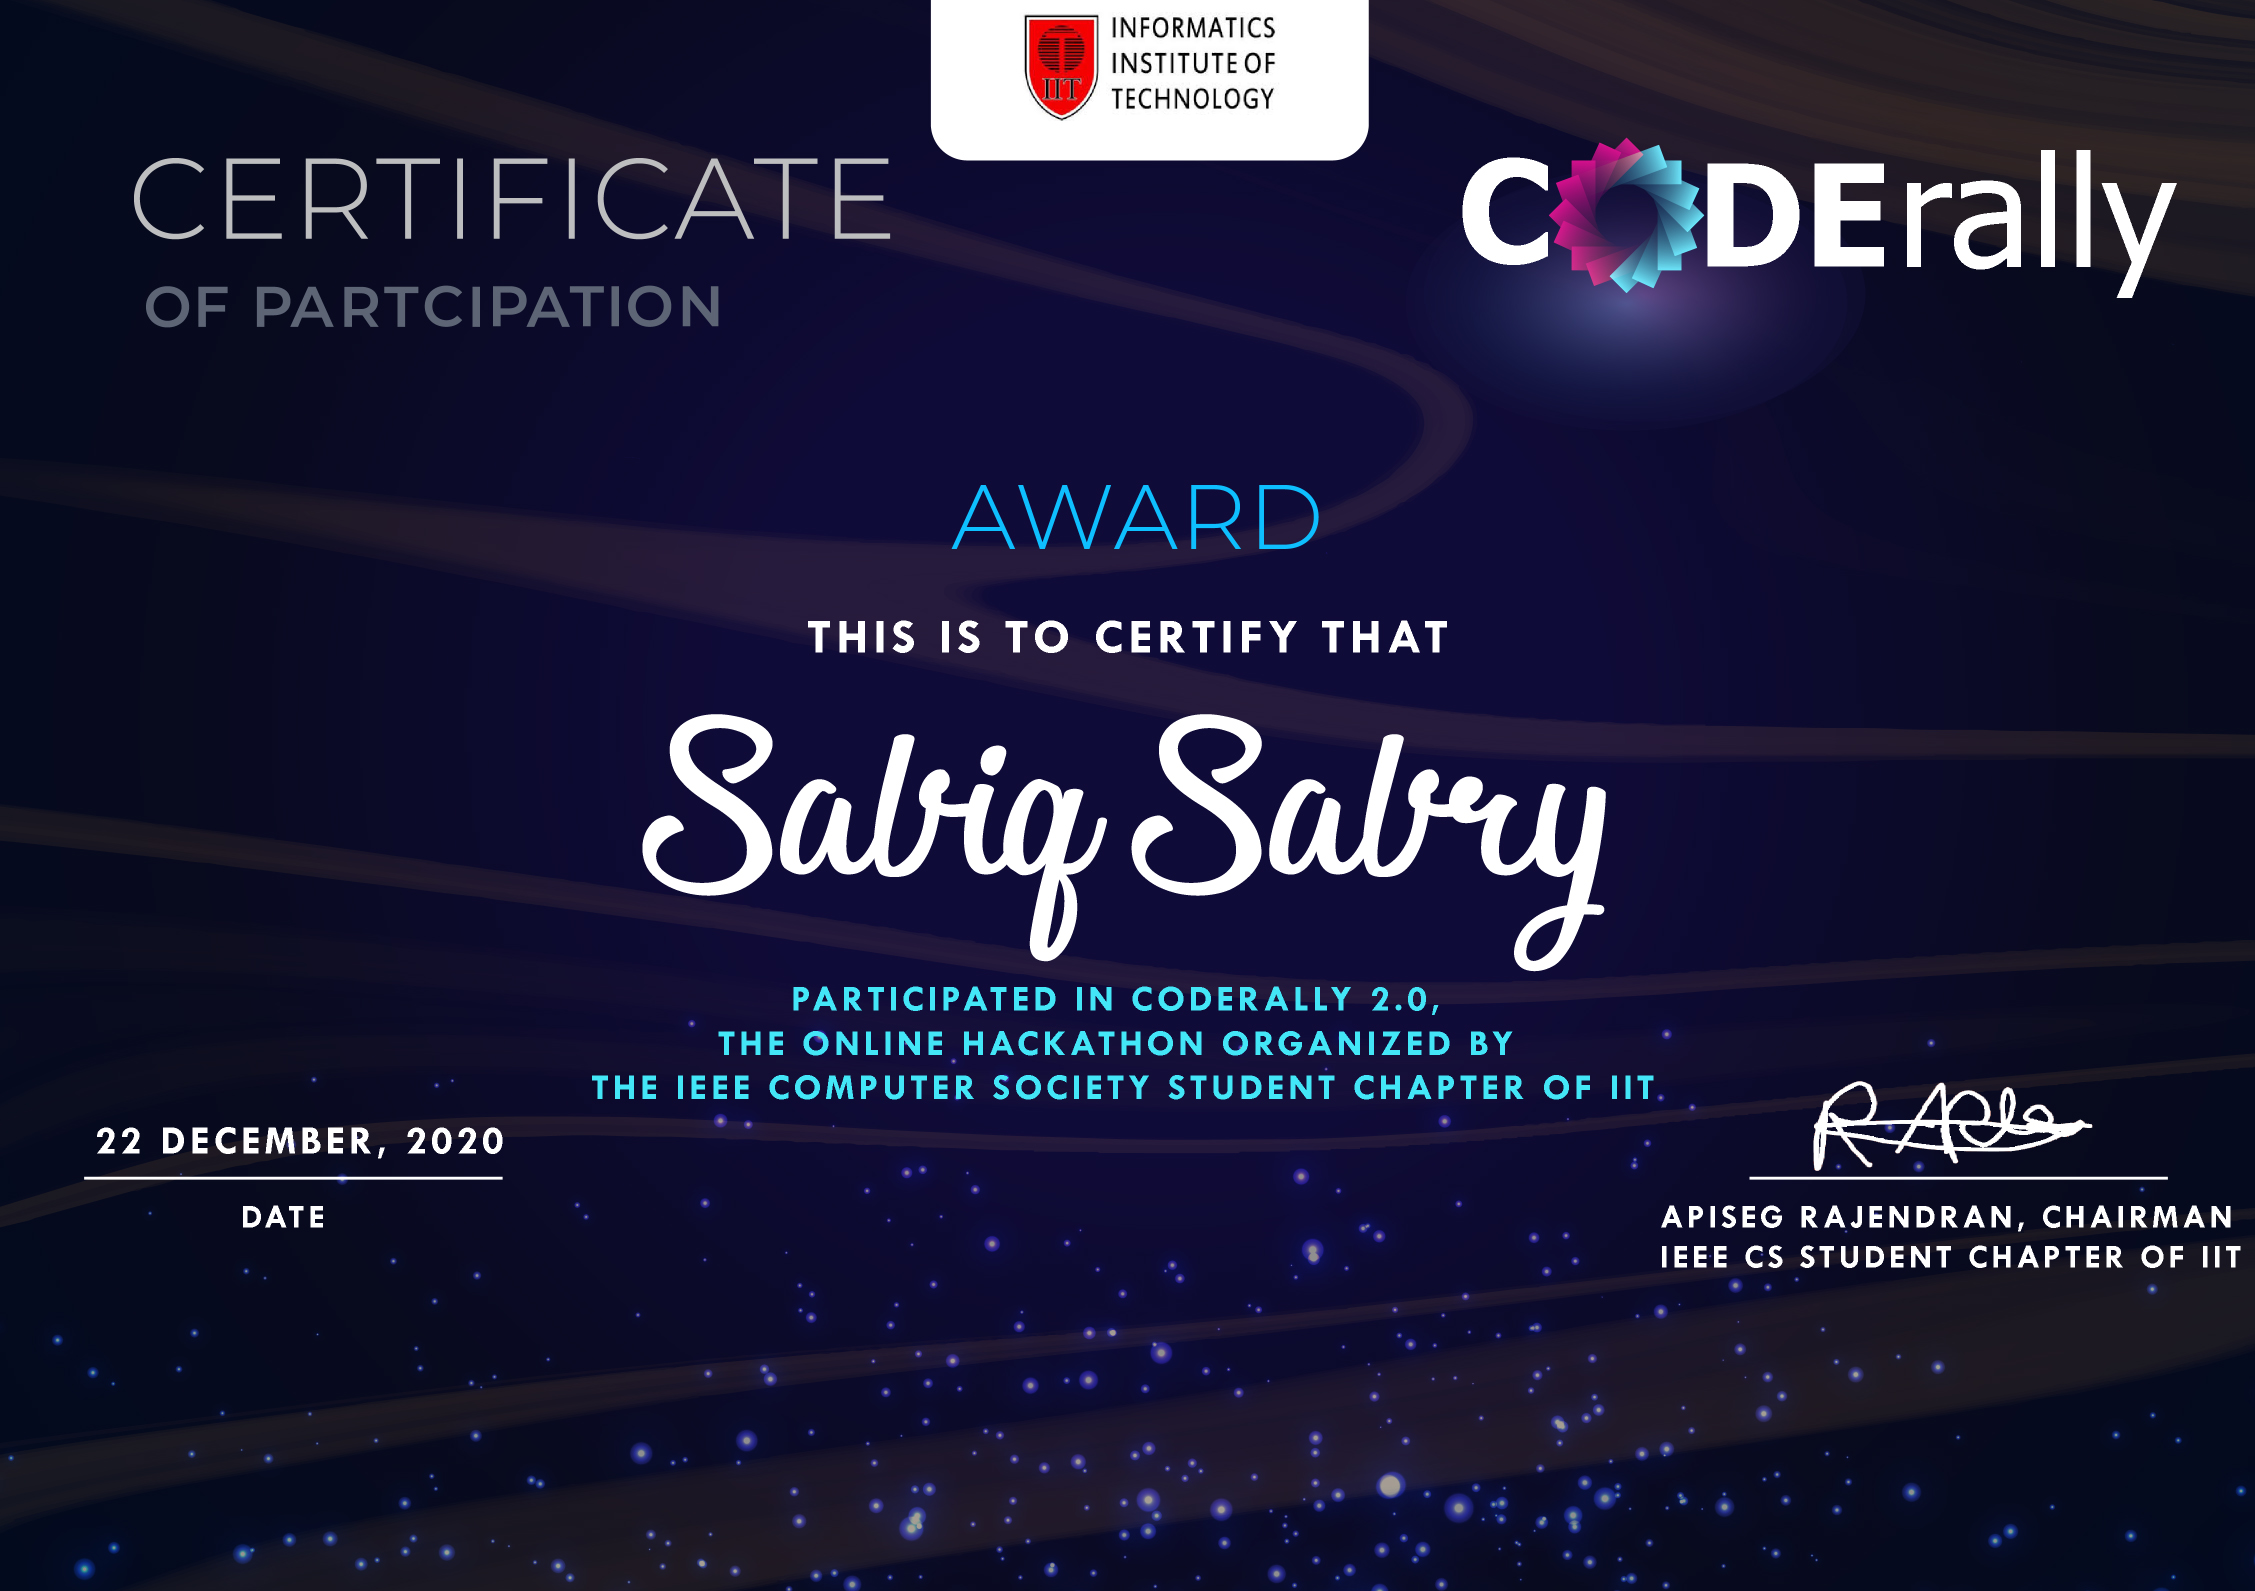 INFORMATICS
INSTITUTE OF
TECHNOLOGY
IIT
CERTIFICATE
OF PARTCIPATION
CODErally
AWARD
THIS IS TO CERTIFY THAT
Sabiq Sabry
PARTICIPATED IN CODERALLY 2.0,
THE ONLINE HACKATHON ORGANIZED BY
THE IEEE COMPUTER SOCIETY STUDENT CHAPTER OF IIT
22 DECEMBER, 2020
DATE
APISEG RAJENDRAN, CHAIRMAN
IEEE CS STUDENT CHAPTER OF IIT